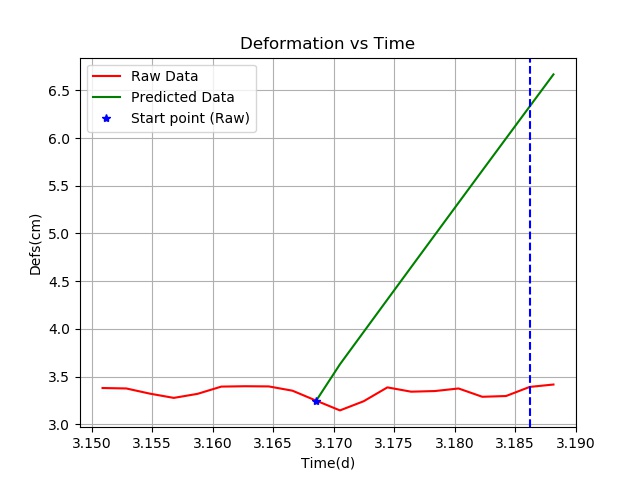 Deformation vs Time
Raw Data
Predicted Data
Start point (Raw)
Defs(cm)
6.5
6.0
5.5
5.0
4.5
4.0
3.5
3.0
3.150 3.155 3.160 3.165 3.170 3.175 3.180 3.185 3.190
Time(d)